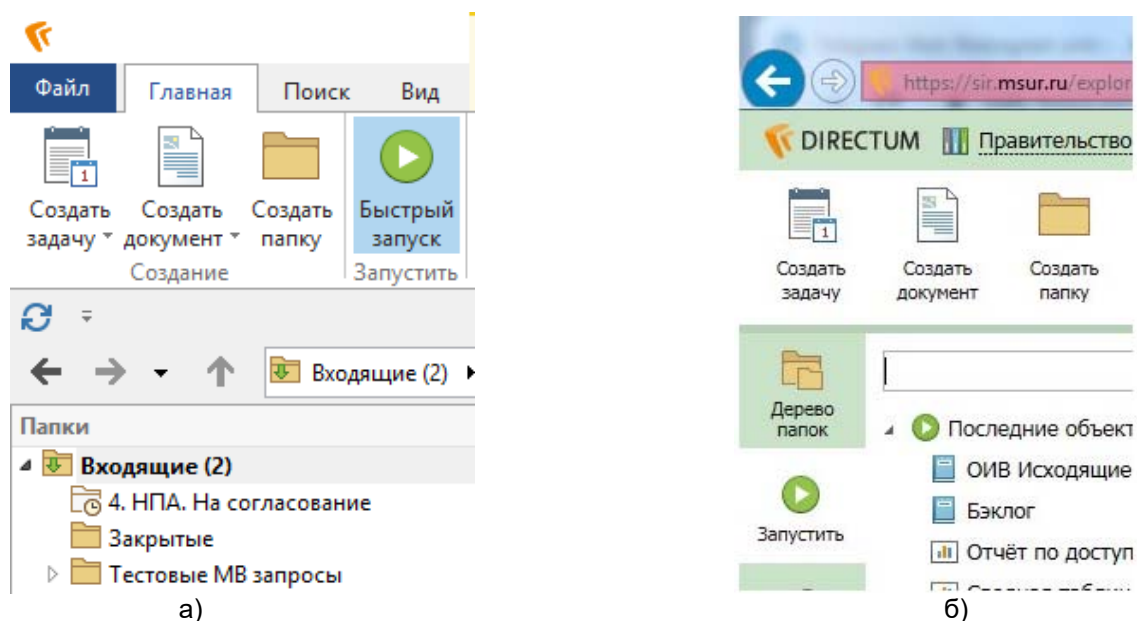 Файл Главная Поиск Вид
1
Создать задачу
Создать документ
Создать папку
Быстрый запуск
Создание
Запустить
Входящие (2)
Папки
Входящие (2)
4. НПА. На согласование
Закрытые
Тестовые МВ запросы
а)
https://sir.msur.ru/explor
DIRECTUM Правительство
1
Создать задачу
Создать документ
Создать папку
Дерево папок
Последние объект
ОИВ Исходящие
Бэклог
Запустить
Отчёт по доступ
б)